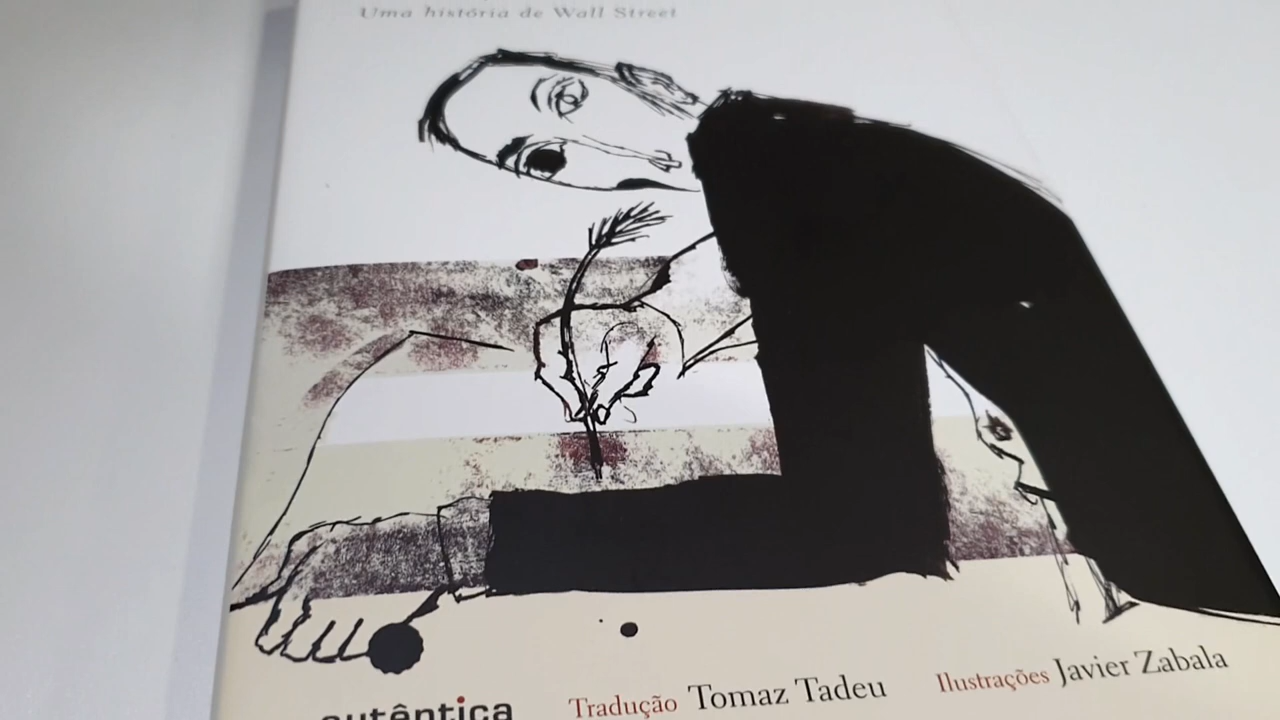 Uma história de Wall Street
autêntica
Tradução Tomaz Tadeu
Ilustrações Javier Zabala